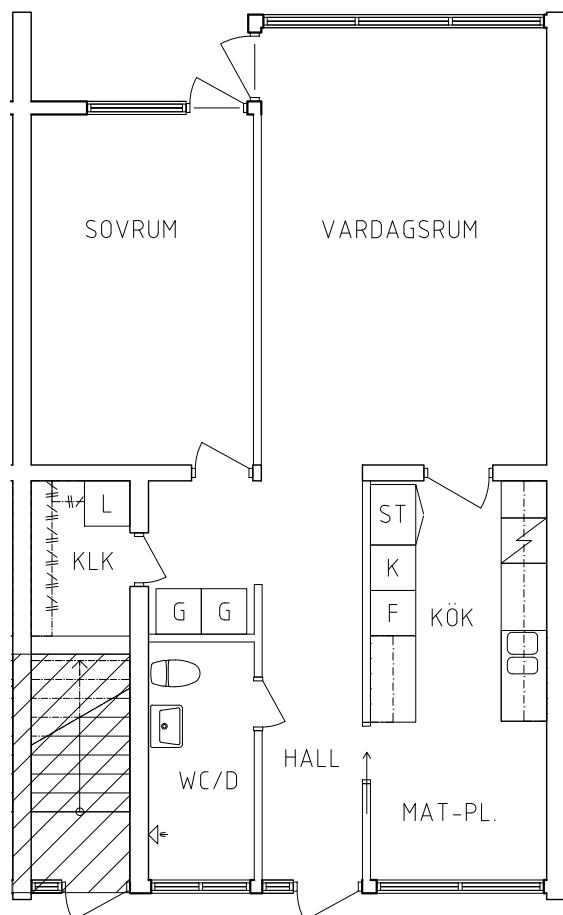 SOVRUM
VARDAGSRUM
L
ST
KLK
K
G
G
F
KÖK
HALL
WC/D
MAT-PL.